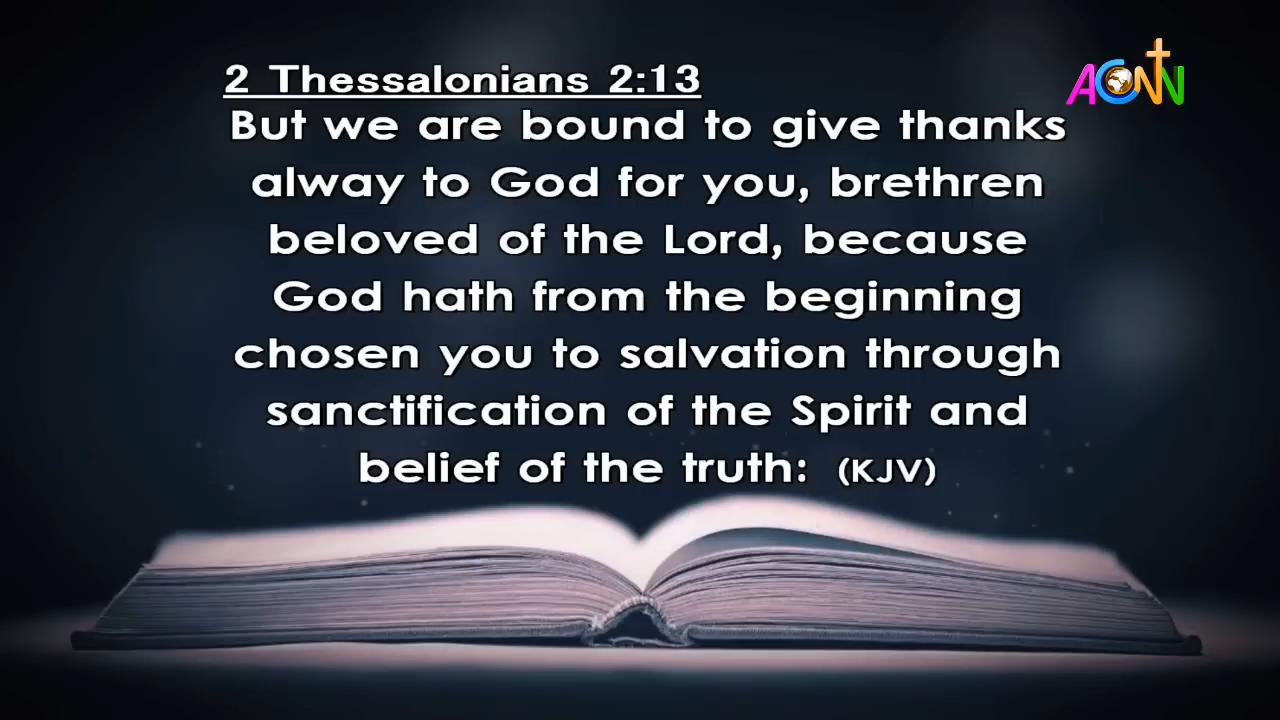 ACNN
2 Thessalonians 2:13
But we are bound to give thanks
alway to God for you, brethren
beloved of the Lord, because
God hath from the beginning
chosen you to salvation through
sanctification of the Spirit and
belief of the truth: (KJV)